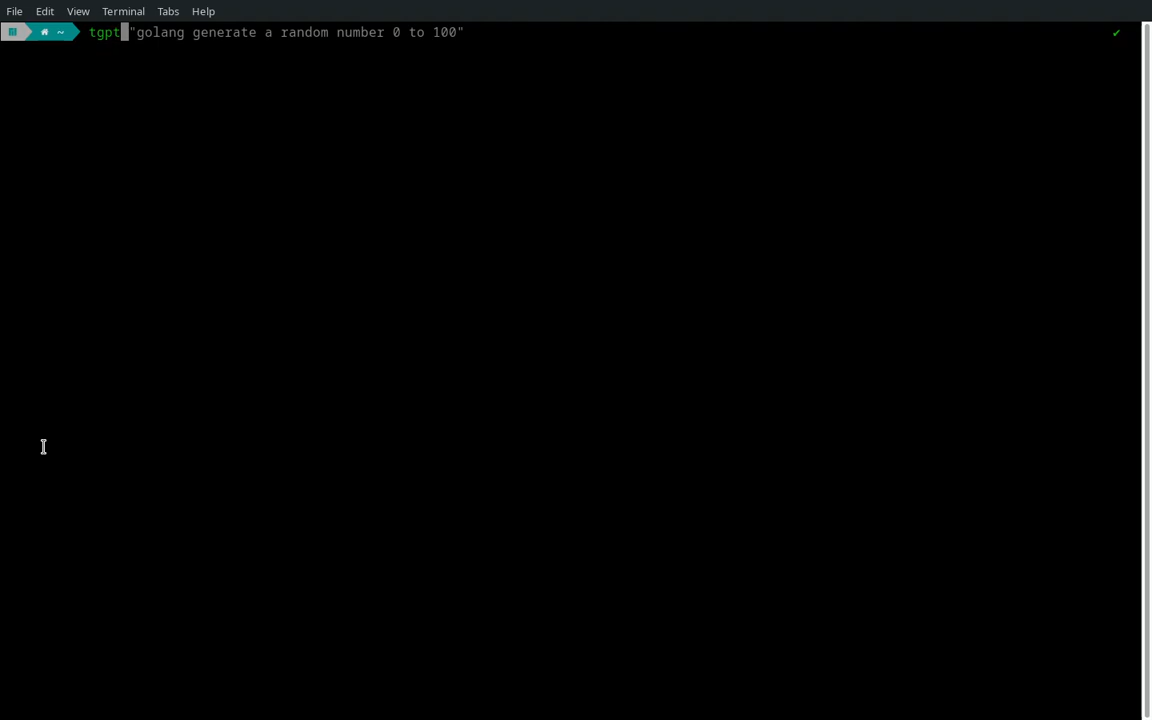 File Edit View Terminal Tabs Help
~ tgpt "golang generate a random number 0 to 100" ✔